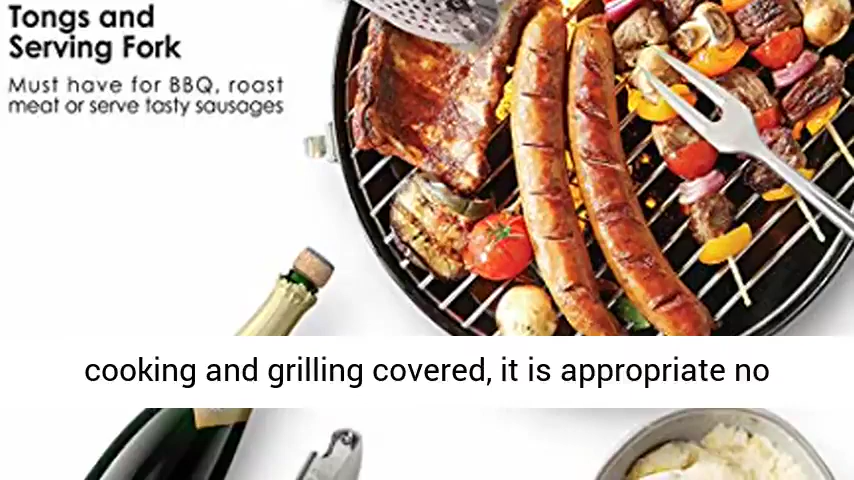 Tongs and
Serving Fork
Must have for BBQ, roast
meat or serve tasty sausages
cooking and grilling covered, it is appropriate no